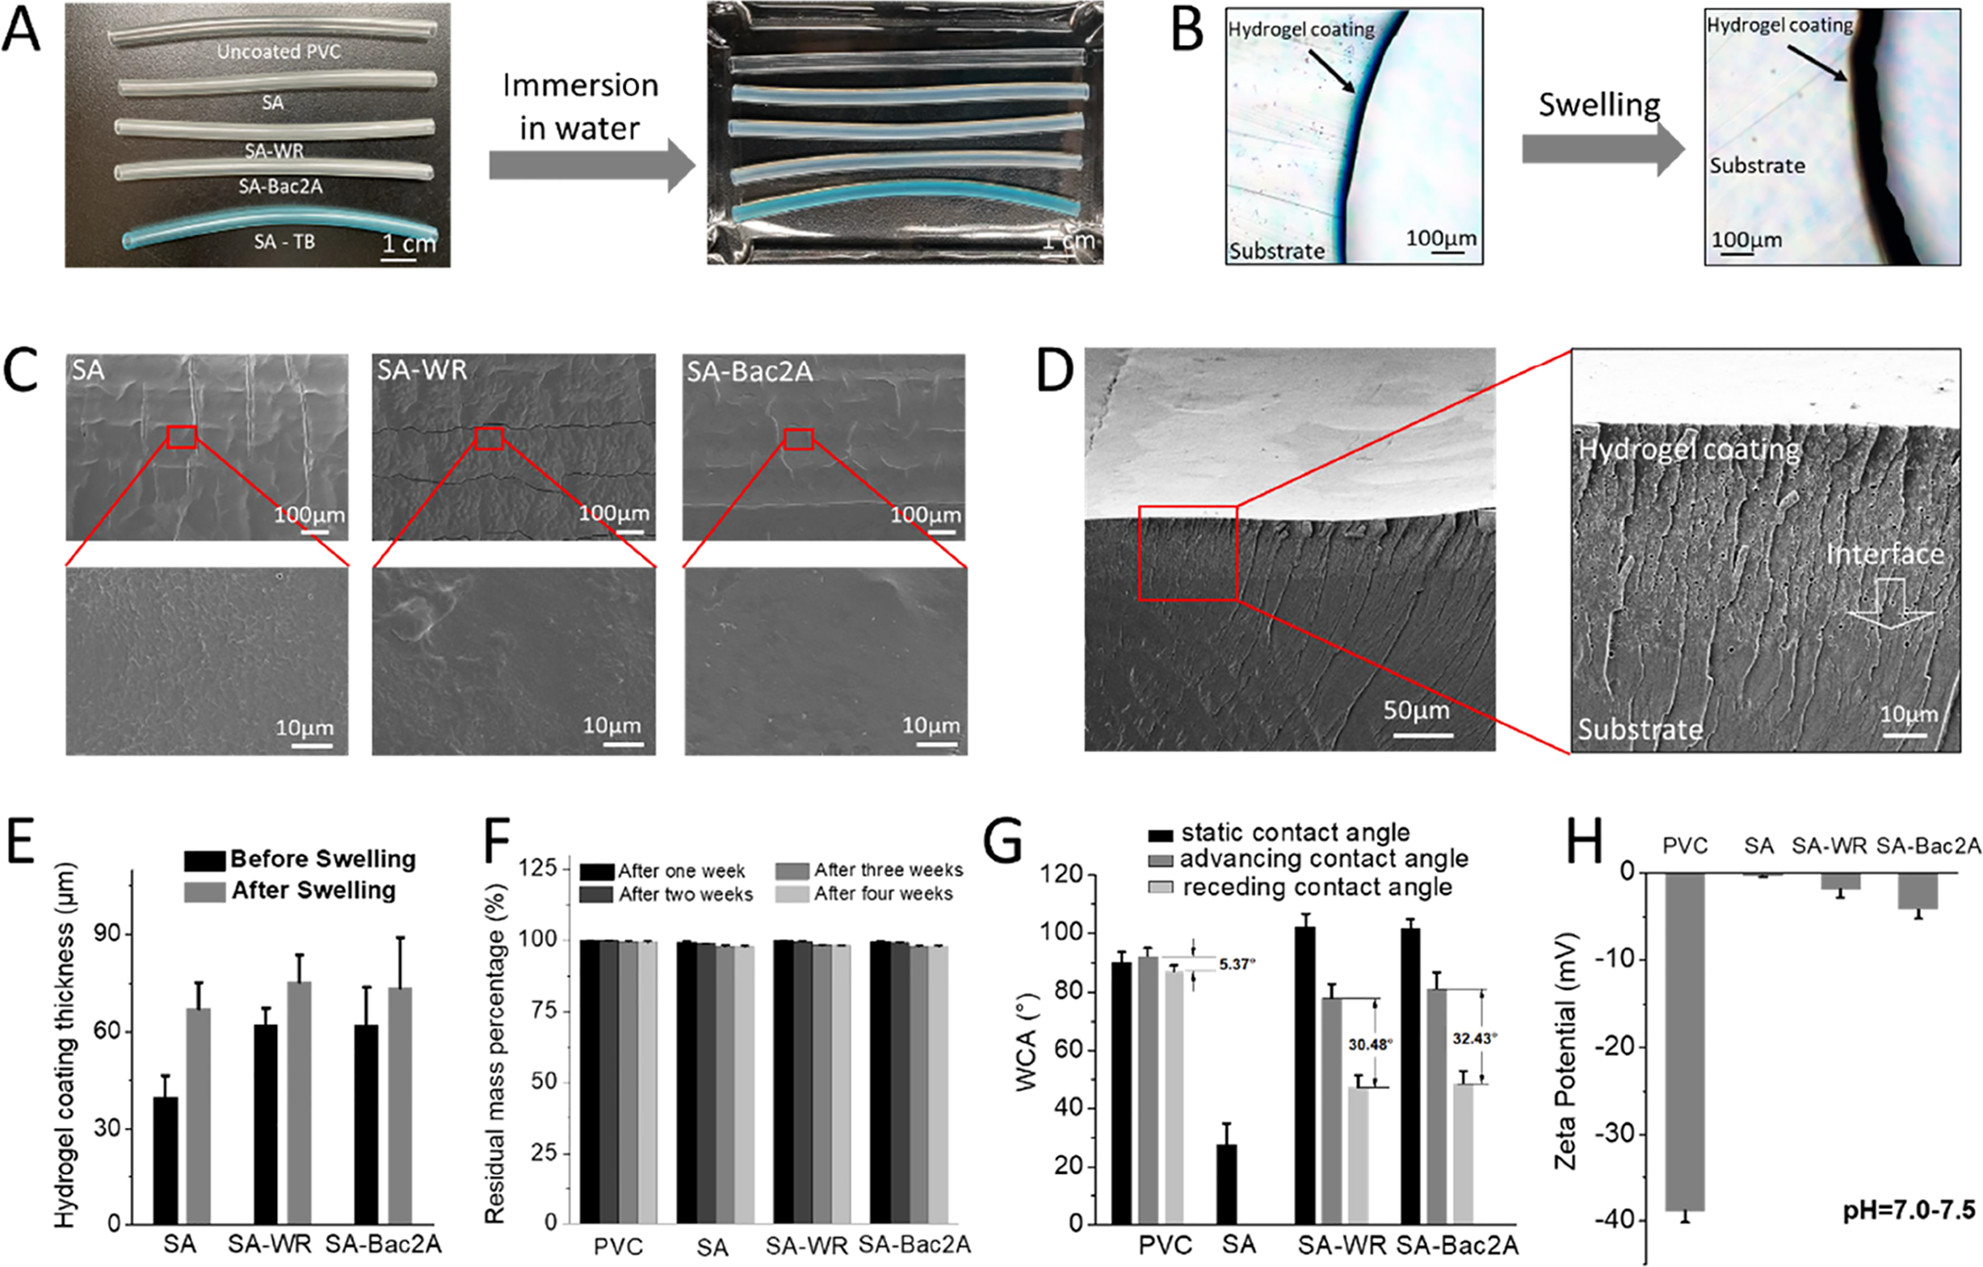 A
Uncoated PVC
SA
SA-WR
SA-Bac2A
SA - TB
1 cm
Immersion
in water
1 cm
B
Hydrogel coating
Substrate
100μm
Swelling
Hydrogel coating
Substrate
100μm
C
SA
100μm
SA-WR
100μm
SA-Bac2A
100μm
10μm
10μm
10μm
D
50μm
Hydrogel coating
Interface
Substrate
10μm
E
Before Swelling
After Swelling
Hydrogel coating thickness (μm)
90
60
30
0
SA
SA-WR
SA-Bac2A
F
After one week
After three weeks
After two weeks
After four weeks
Residual mass percentage (%)
125
100
75
50
25
0
PVC
SA
SA-WR
SA-Bac2A
G
static contact angle
advancing contact angle
receding contact angle
WCA (°)
120
100
80
60
40
20
0
5.37°
30.48°
32.43°
PVC
SA
SA-WR
SA-Bac2A
H
PVC
SA
SA-WR
SA-Bac2A
Zeta Potential (mV)
0
-10
-20
-30
-40
pH=7.0-7.5